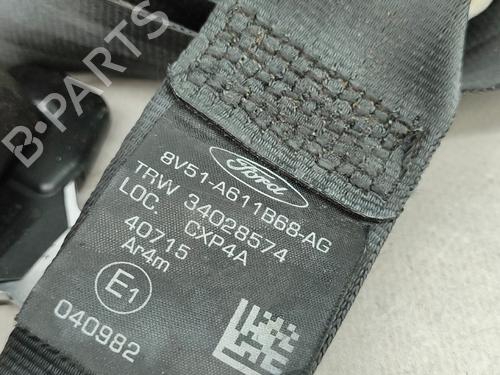 B-PARTS
Ford
8V51-A611B68-AG
TRW 34028574
LOC. CXP4A
40715
Ar4m
E1
040982